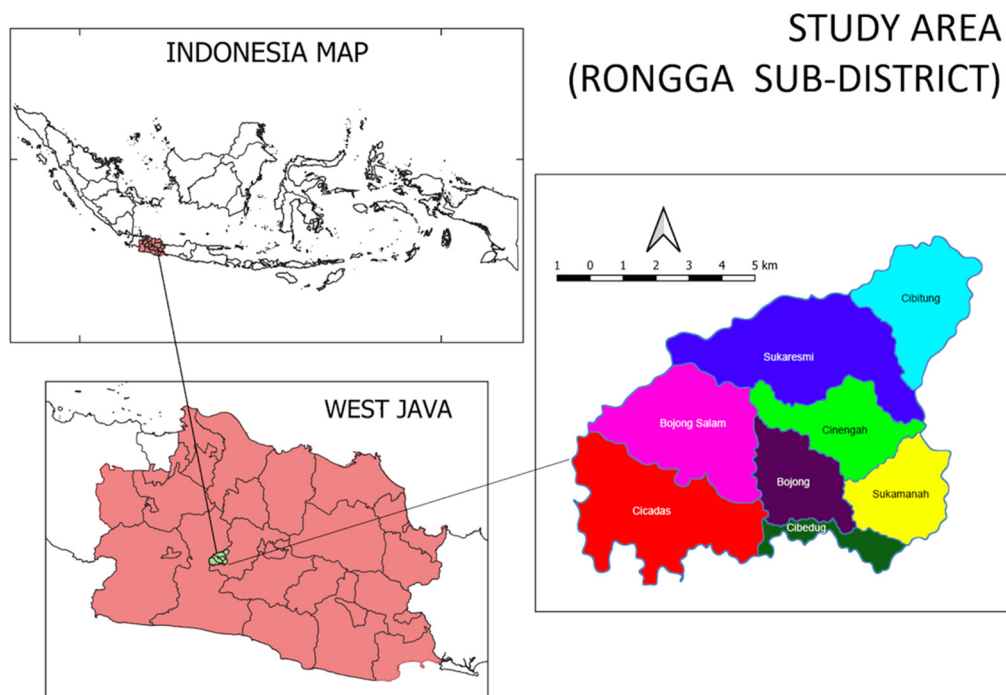 STUDY AREA
(RONGGA SUB-DISTRICT)
INDONESIA MAP
WEST JAVA
1 0 1 2 3 4 5 km
Cibitung
Sukaresmi
Bojong Salam
Cinengah
Bojong
Sukamanah
Cicadas
Cibedug